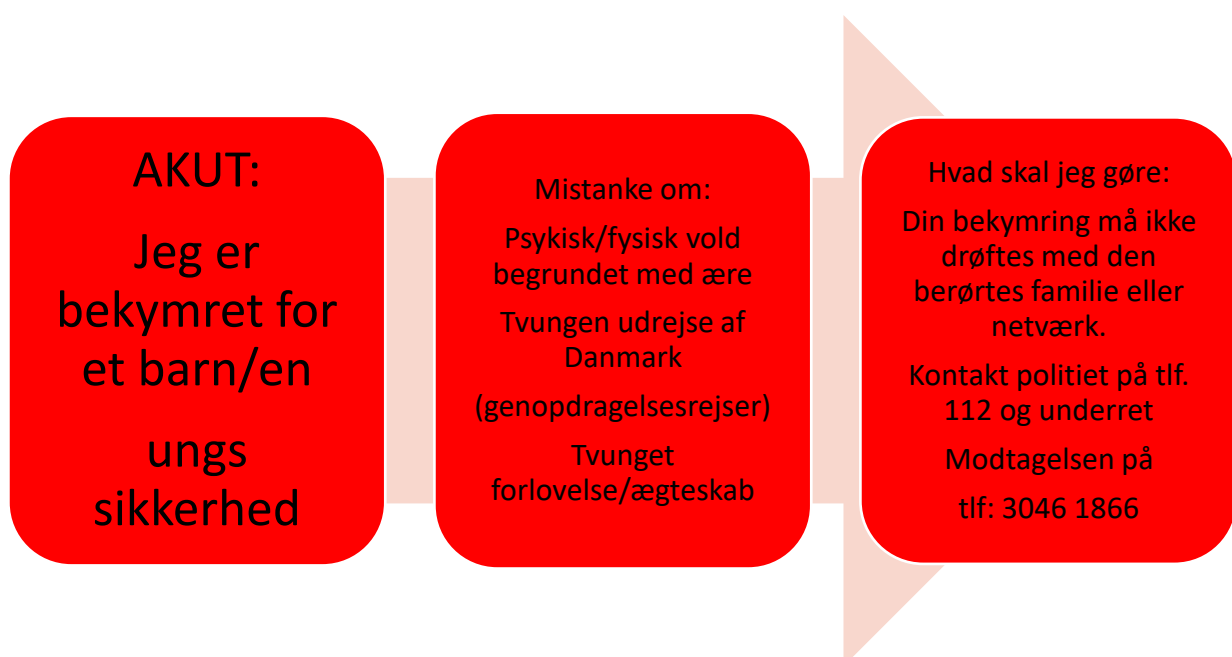 AKUT:
Jeg er
bekymret for
et barn/en
ungs
sikkerhed
Mistanke om:
Psykisk/fysisk vold
begrundet med ære
Tvungen udrejse af
Danmark
(genopdragelsesrejser)
Tvunget
forlovelse/ægteskab
Hvad skal jeg gøre:
Din bekymring må ikke
drøftes med den
berørtes familie eller
netværk.
Kontakt politiet på tlf.
112 og underret
Modtagelsen på
tlf: 3046 1866